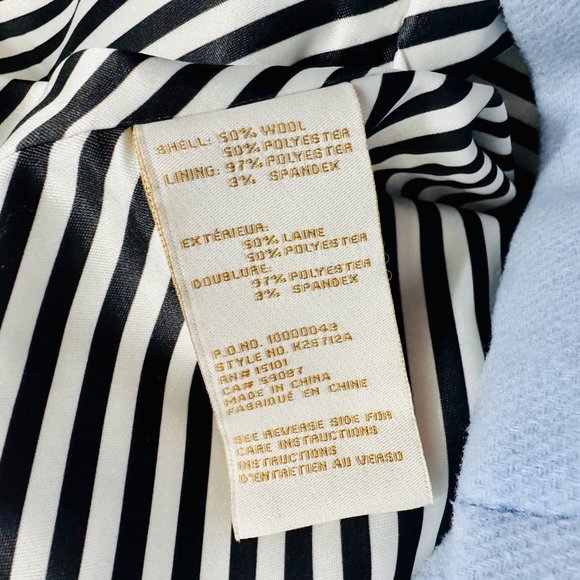 SHELL: 50% WOOL
50% POLYESTER
LINING: 97% POLYESTER
3% SPANDEX
EXTÉRIEUR:
50% LAINE
50% POLYESTER
DOUBLURE:
97% POLYESTER
3% SPANDEX
P.O.NO. 10000043
STYLE NO. K26712A
RN# 15101
CA# 59087
MADE IN CHINA
FABRIQUÉ EN CHINE
SEE REVERSE SIDE FOR
CARE INSTRUCTIONS
INSTRUCTIONS
D'ENTRETIEN AU VERSO